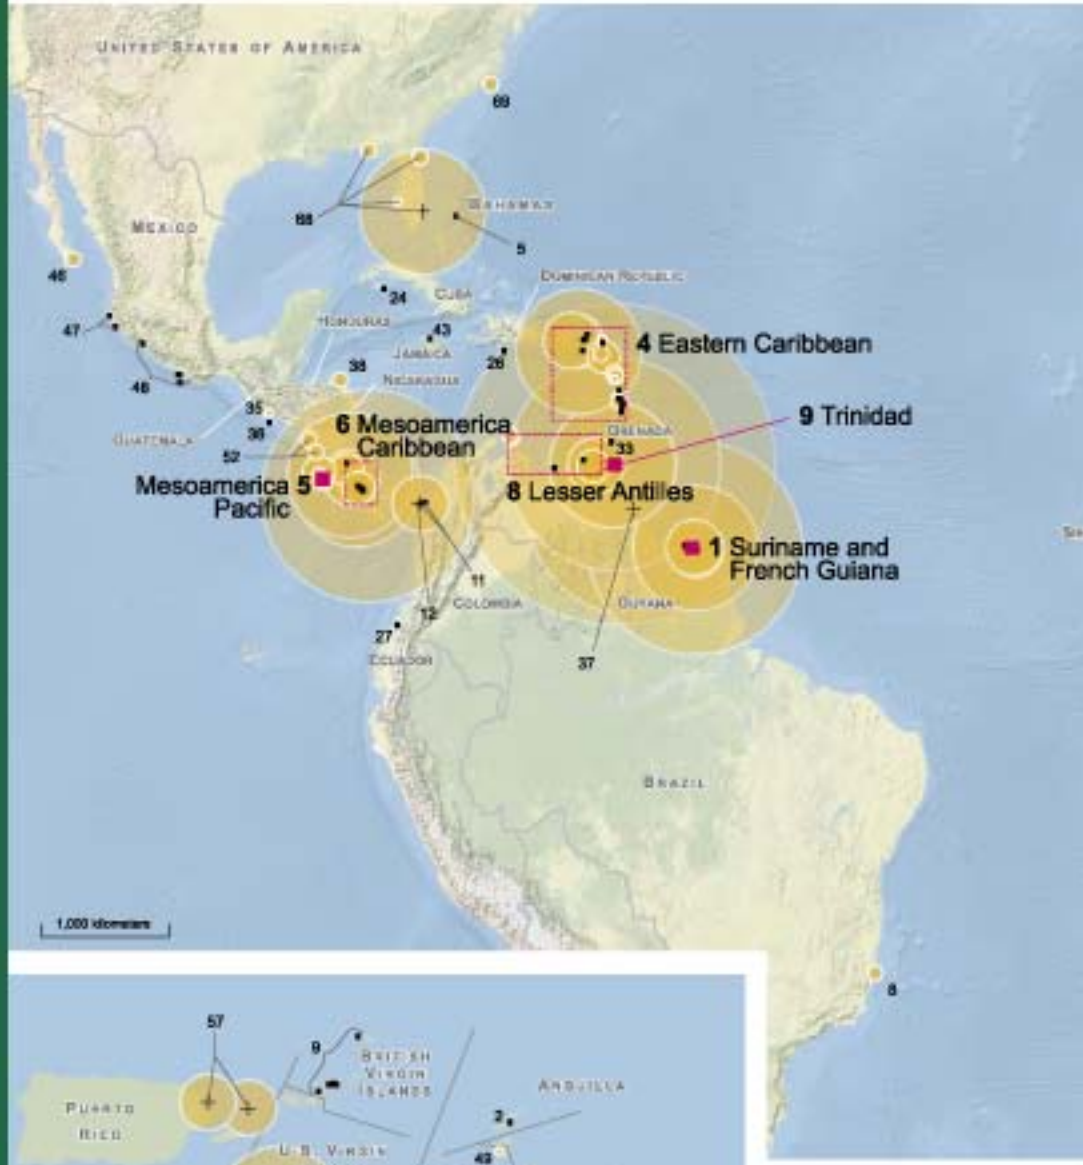 UNITED STATES OF AMERICA
69
68
BAHAMAS
MEXICO
5
46
DOMINICAN REPUBLIC
24
CUBA
HONDURAS
47
43
4 Eastern Caribbean
JAMAICA
26
38
NICARAGUA
48
35
9 Trinidad
36
6 Mesoamerica
Caribbean
GRENADA
GUATEMALA
33
52
Mesoamerica 5
Pacific
8 Lesser Antilles
1 Suriname and
French Guiana
11
12
COLOMBIA
GUYANA
27
37
ECUADOR
BRAZIL
1,000 kilometers
8
57
9
BRITISH
VIRGIN
ISLANDS
ANGUILLA
PUERTO
RICO
2
U.S. VIRGIN
49